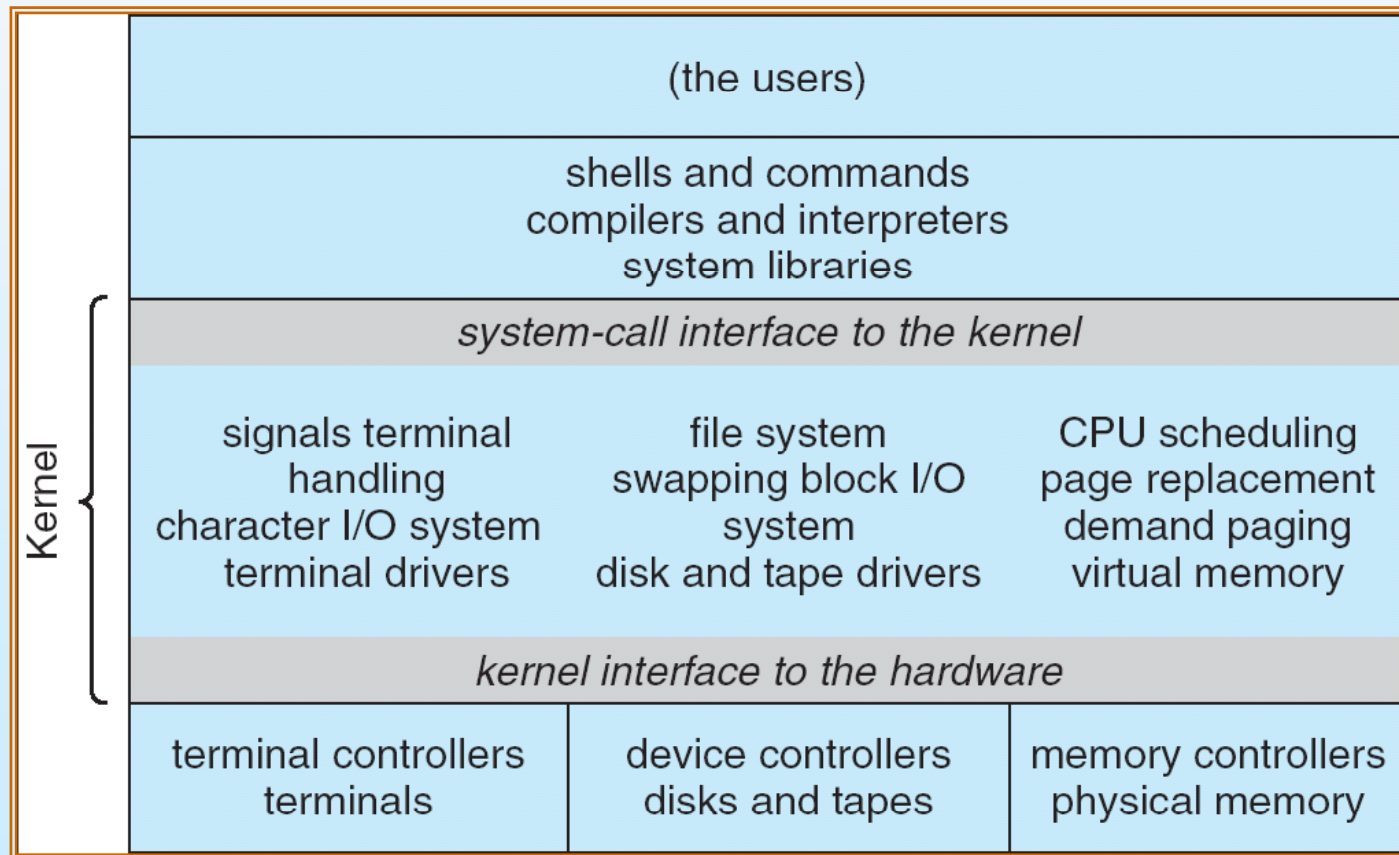 (the users)
shells and commands
compilers and interpreters
system libraries
system-call interface to the kernel
Kernel
signals terminal
handling
character I/O system
terminal drivers
file system
swapping block I/O
system
disk and tape drivers
CPU scheduling
page replacement
demand paging
virtual memory
kernel interface to the hardware
terminal controllers
terminals
device controllers
disks and tapes
memory controllers
physical memory